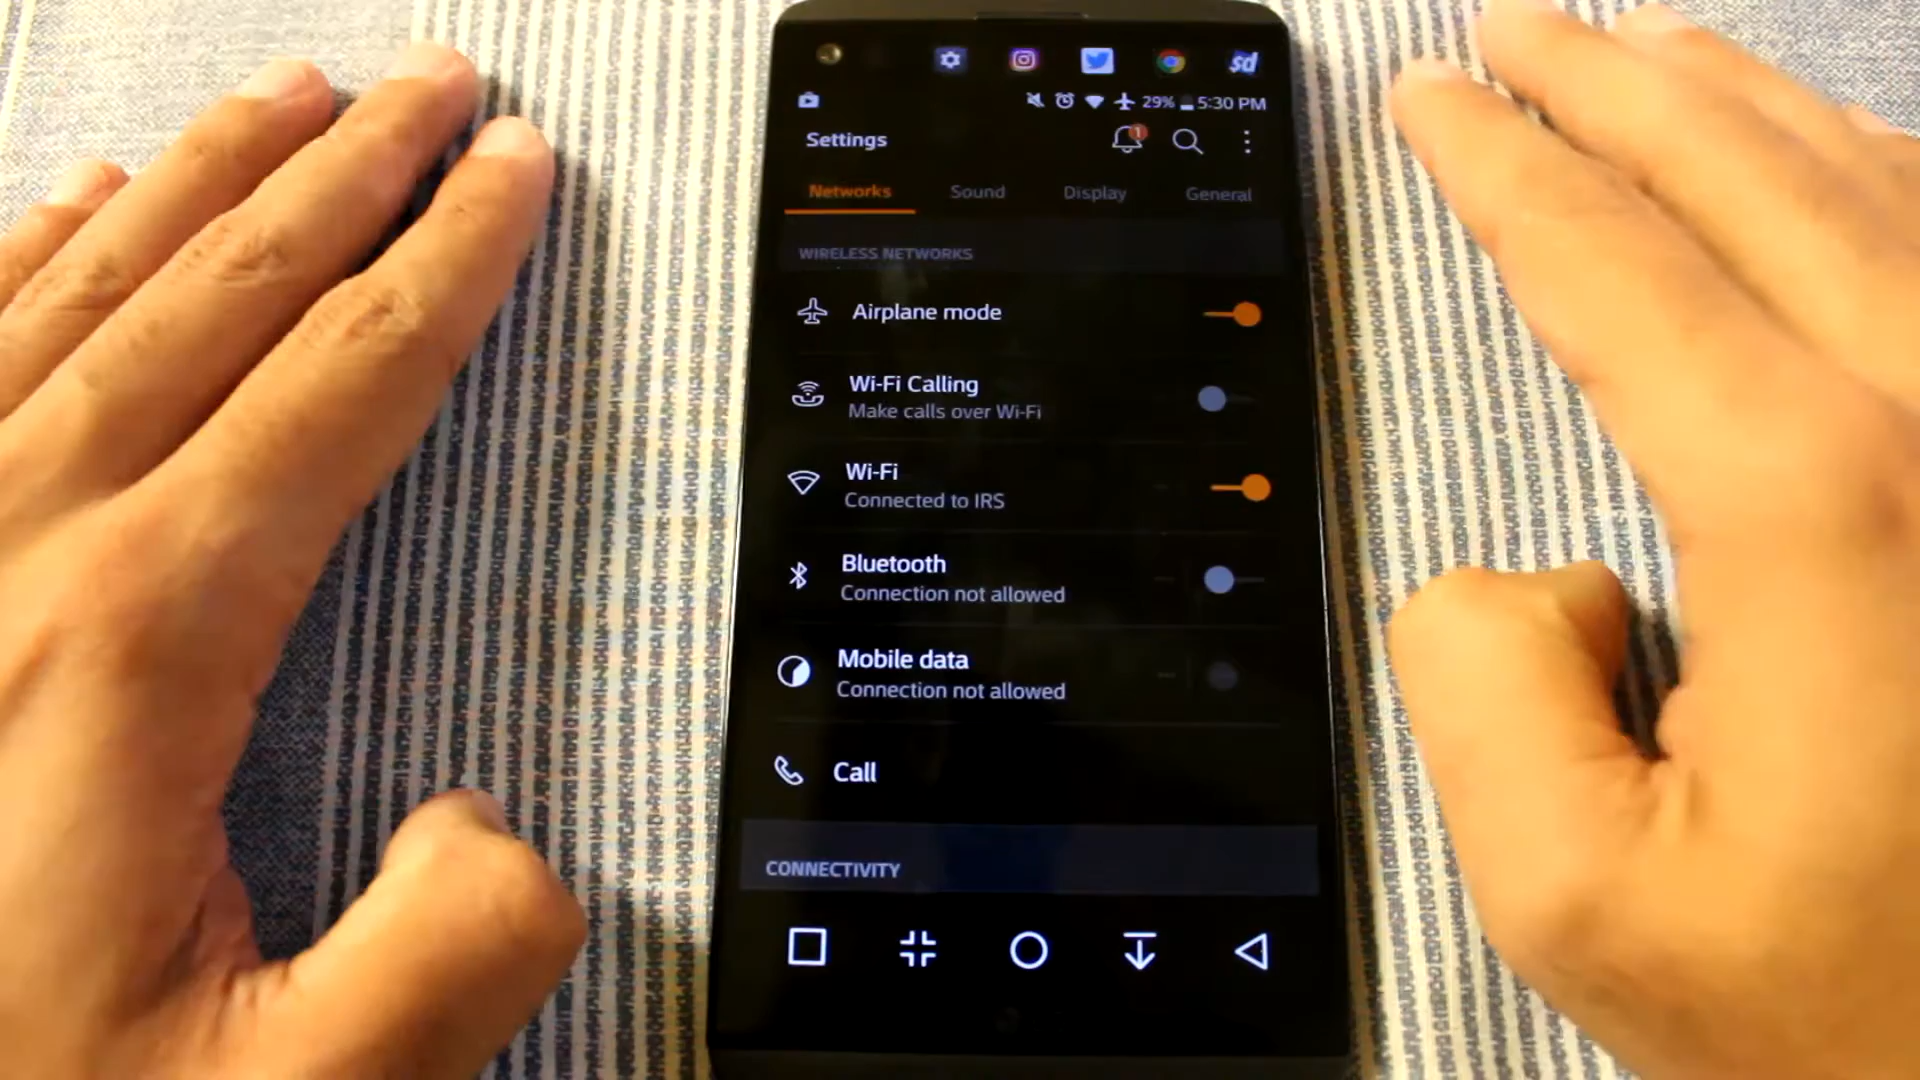 $d
29% 5:30 PM
Settings
1
Networks Sound Display General
WIRELESS NETWORKS
Airplane mode
Wi-Fi Calling
Make calls over Wi-Fi
Wi-Fi
Connected to IRS
Bluetooth
Connection not allowed
Mobile data
Connection not allowed
Call
CONNECTIVITY